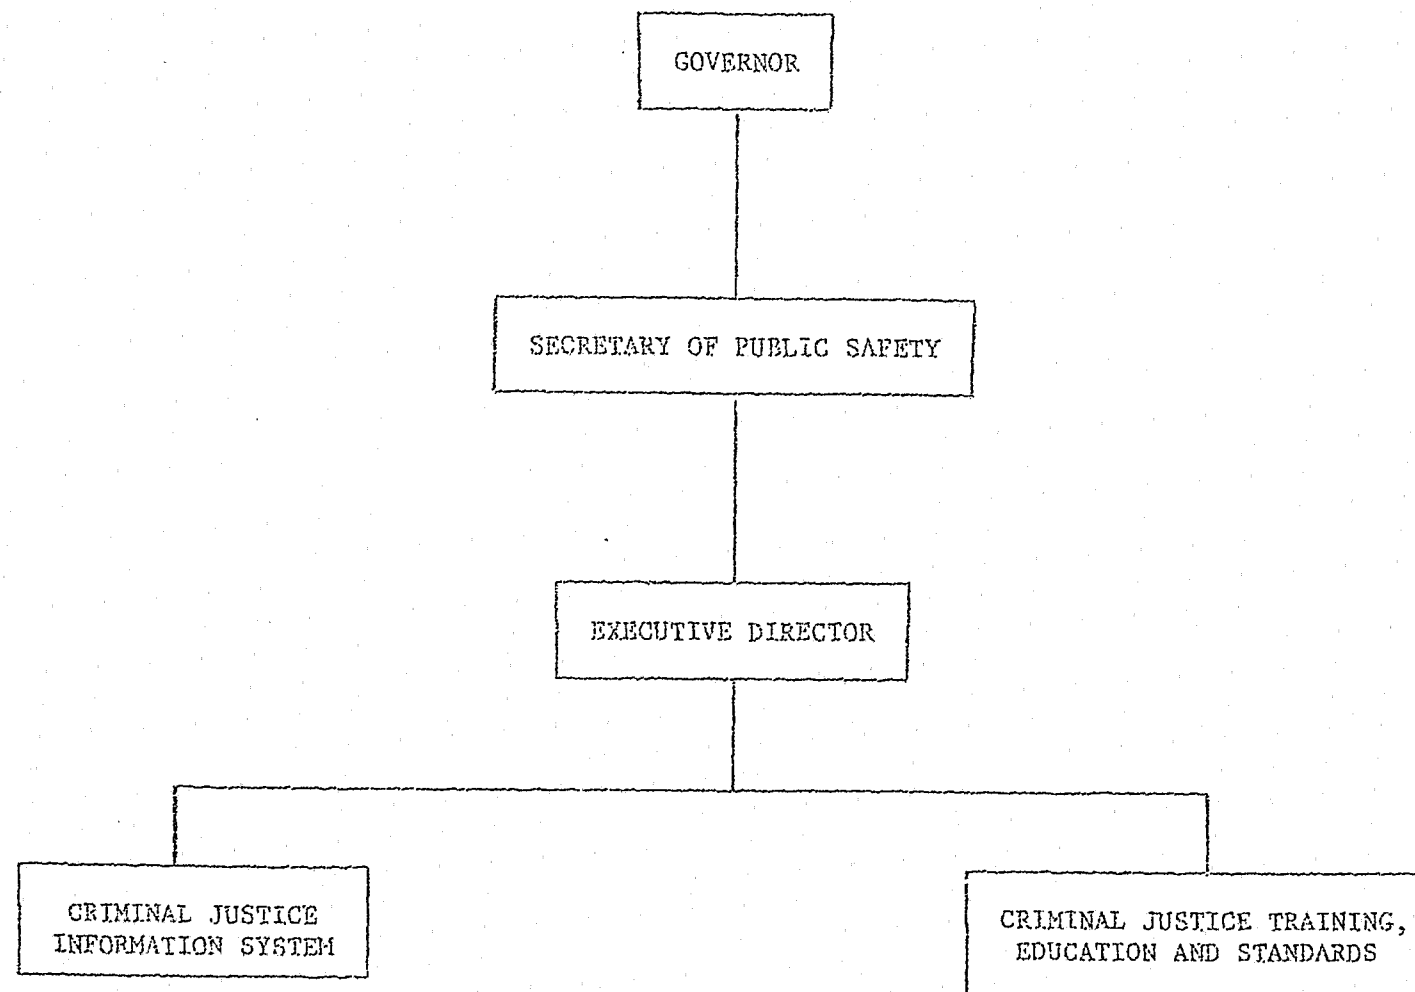 GOVERNOR
SECRETARY OF PUBLIC SAFETY
EXECUTIVE DIRECTOR
CRIMINAL JUSTICE
INFORMATION SYSTEM
CRIMINAL JUSTICE TRAINING,
EDUCATION AND STANDARDS